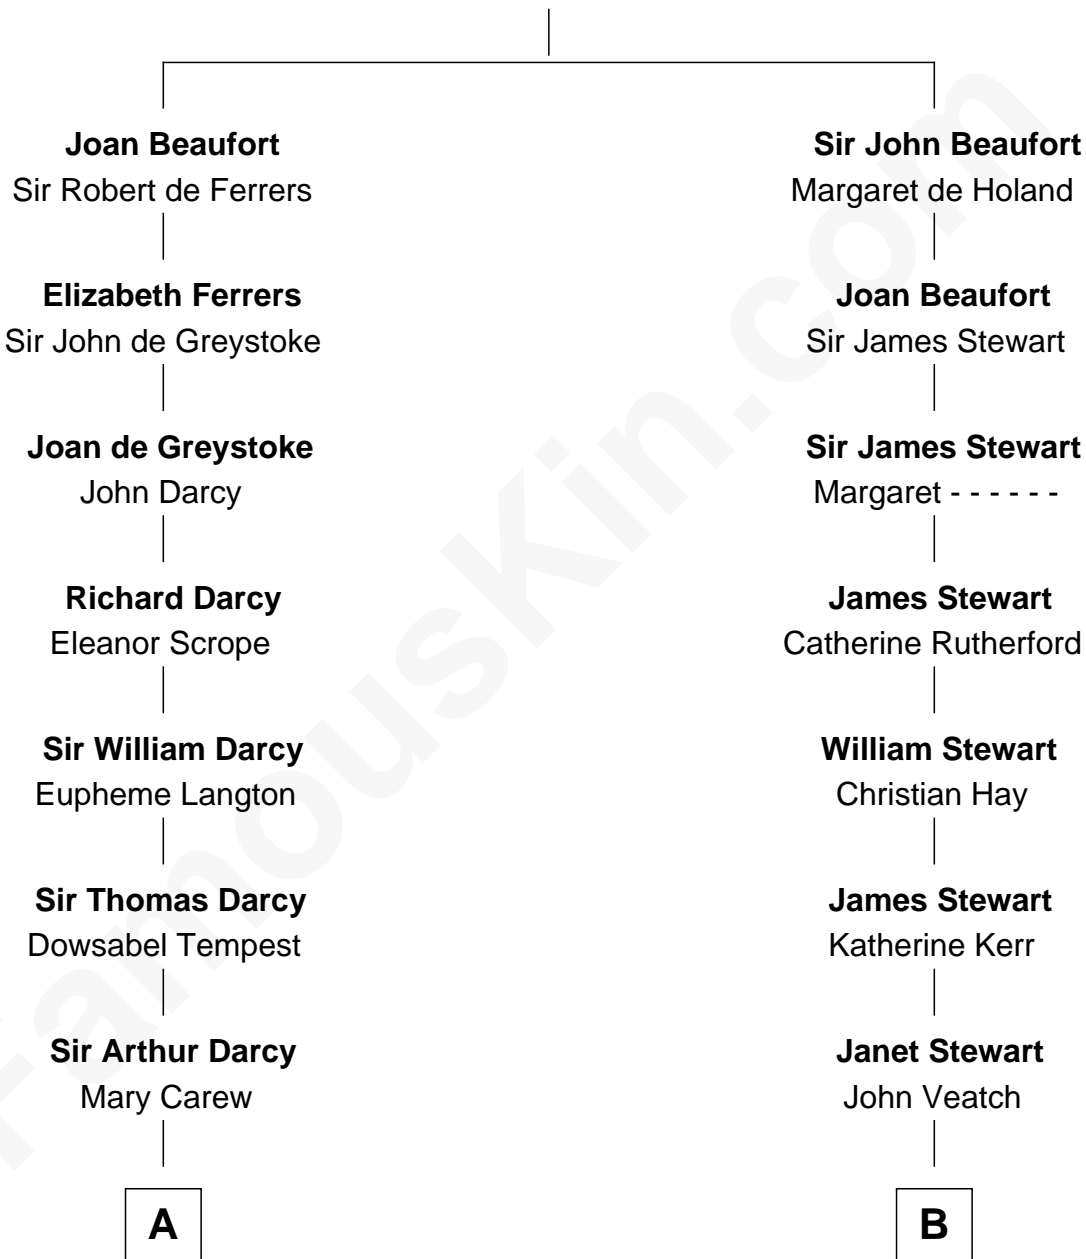 Joan Beaufort
Sir Robert de Ferrers
Elizabeth Ferrers
Sir John de Greystoke
Joan de Greystoke
John Darcy
Richard Darcy
Eleanor Scrope
Sir William Darcy
Eupheme Langton
Sir Thomas Darcy
Dowsabel Tempest
Sir Arthur Darcy
Mary Carew
A
Sir John Beaufort
Margaret de Holand
Joan Beaufort
Sir James Stewart
Sir James Stewart
Margaret - - - - - -
James Stewart
Catherine Rutherford
William Stewart
Christian Hay
James Stewart
Katherine Kerr
Janet Stewart
John Veatch
B
FamousKin.com